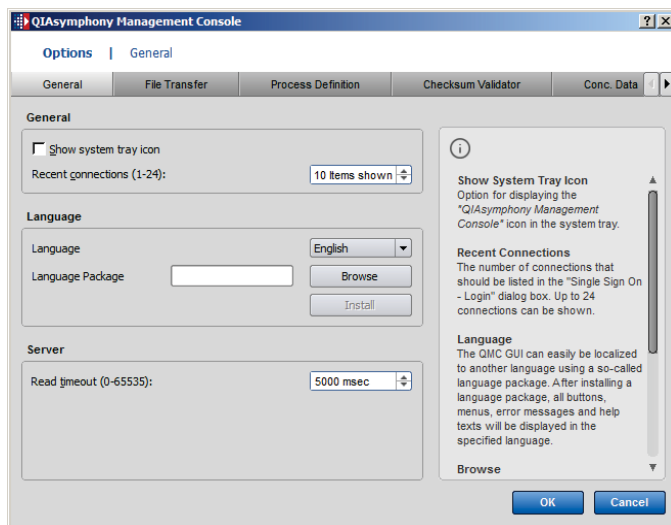 QIAsymphony Management Console
Options | General
General
File Transfer
Process Definition
Checksum Validator
Conc. Data
General
Show system tray icon
Recent connections (1-24):
10 Items shown
Language
Language
English
Language Package
Browse
Install
Server
Read timeout (0-65535):
5000 msec
Show System Tray Icon
Option for displaying the
"QIAsymphony Management
Console" icon in the system tray.
Recent Connections
The number of connections that
should be listed in the "Single Sign On
- Login" dialog box. Up to 24
connections can be shown.
Language
The QMC GUI can easily be localized
to another language using a so-called
language package. After installing a
language package, all buttons,
menus, error messages and help
texts will be displayed in the
specified language.
Browse
OK
Cancel